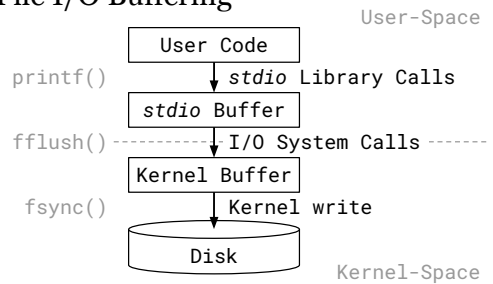 File I/O Buffering
User-Space
User Code
printf() stdio Library Calls
stdio Buffer
fflush() I/O System Calls
Kernel Buffer
fsync() Kernel write
Disk
Kernel-Space